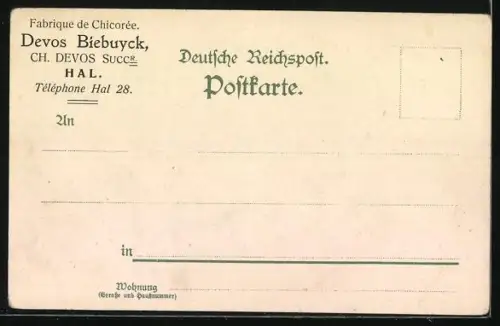 Fabrique de Chicorée.
Devos Biebuyck,
CH. DEVOS SUCCR.
HAL.
Téléphone Hal 28.
Deutsche Reichspost.
Postkarte.
An
in
Wohnung
(Straße und Hausnummer)